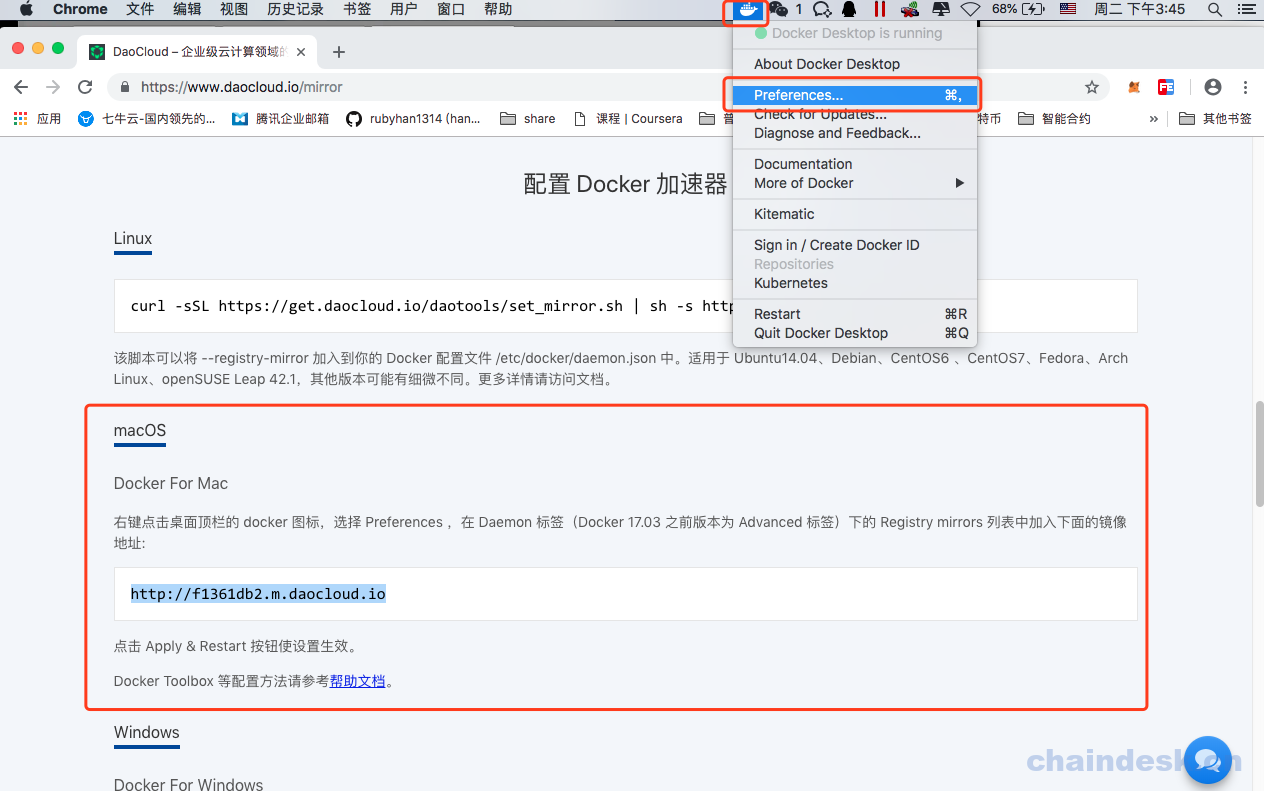 Chrome 文件 编辑 视图 历史记录 书签 用户 窗口 帮助 1 68% 周二 下午3:45
DaoCloud – 企业级云计算领域的
https://www.daocloud.io/mirror
应用 七牛云-国内领先的... 腾讯企业邮箱 rubyhan1314 (han... share 课程 | Coursera 普 特币 智能合约 » 其他书签
Docker Desktop is running
About Docker Desktop
Preferences... ⌘,
Check for Updates...
Diagnose and Feedback...
Documentation
More of Docker
Kitematic
Sign in / Create Docker ID
Repositories
Kubernetes
Restart ⌘R
Quit Docker Desktop ⌘Q
配置 Docker 加速器
Linux
curl -sSL https://get.daocloud.io/daotools/set_mirror.sh | sh -s http
该脚本可以将 --registry-mirror 加入到你的 Docker 配置文件 /etc/docker/daemon.json 中。适用于 Ubuntu14.04、Debian、CentOS6 、CentOS7、Fedora、Arch
Linux、openSUSE Leap 42.1，其他版本可能有细微不同。更多详情请访问文档。
macOS
Docker For Mac
右键点击桌面顶栏的 docker 图标，选择 Preferences ，在 Daemon 标签（Docker 17.03 之前版本为 Advanced 标签）下的 Registry mirrors 列表中加入下面的镜像
地址:
http://f1361db2.m.daocloud.io
点击 Apply & Restart 按钮使设置生效。
Docker Toolbox 等配置方法请参考帮助文档。
Windows
Docker For Windows